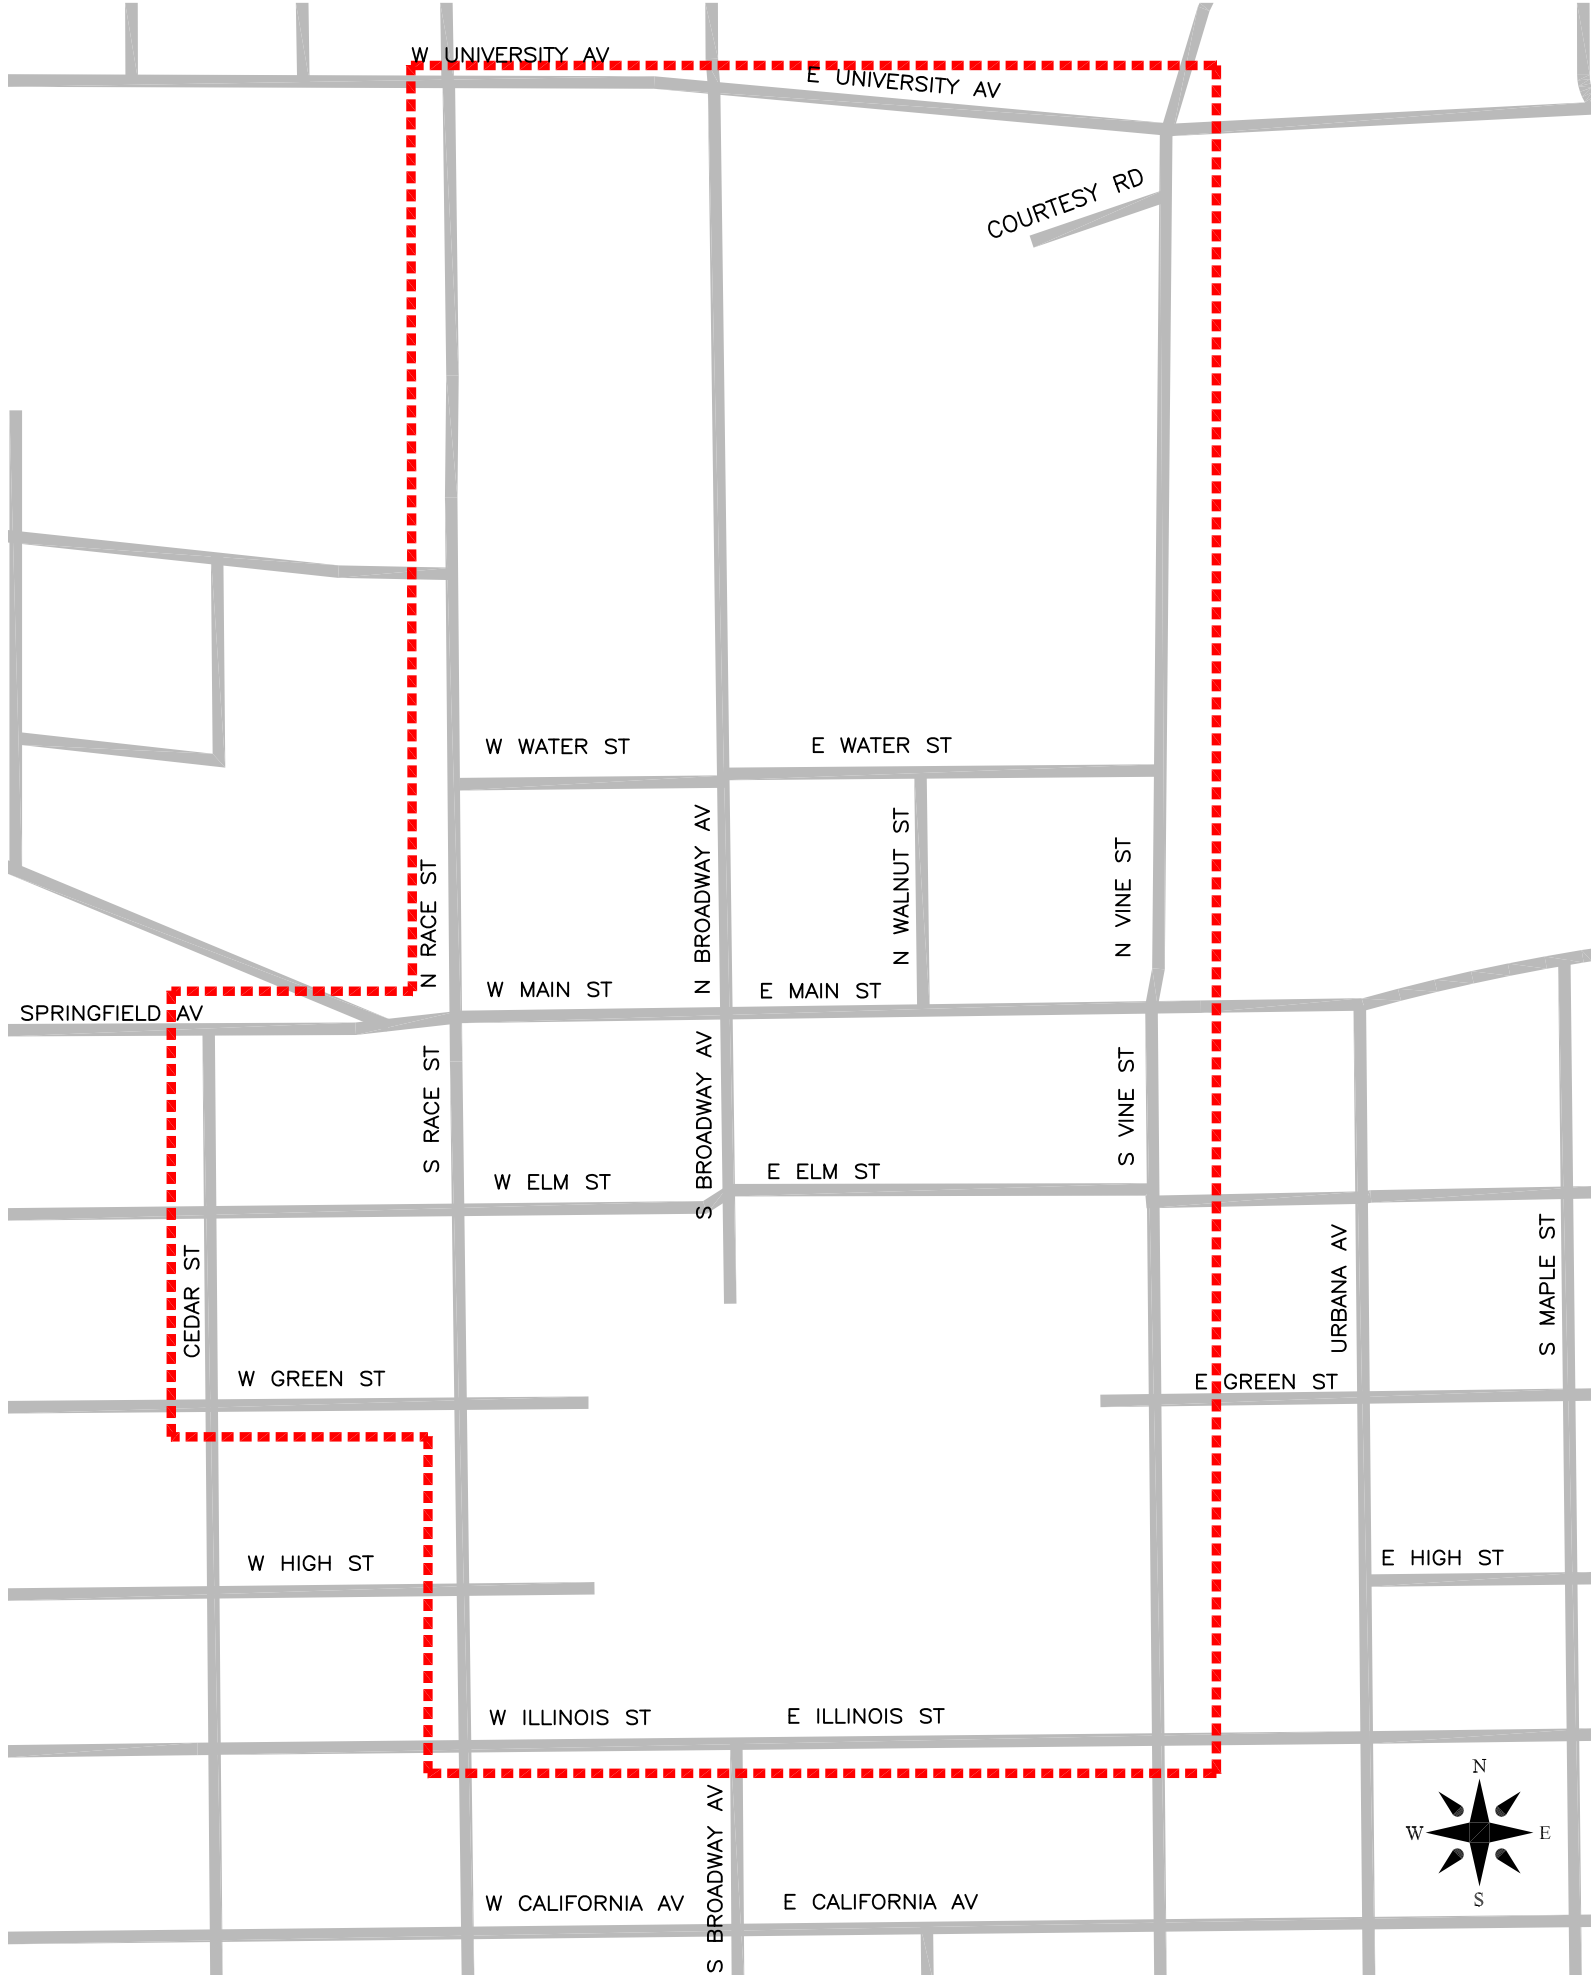 W UNIVERSITY AV
E UNIVERSITY AV
COURTESY RD
W WATER ST
E WATER ST
N RACE ST
N BROADWAY AV
N WALNUT ST
N VINE ST
W MAIN ST
E MAIN ST
SPRINGFIELD AV
S RACE ST
S BROADWAY AV
S VINE ST
W ELM ST
E ELM ST
CEDAR ST
URBANA AV
S MAPLE ST
W GREEN ST
E GREEN ST
W HIGH ST
E HIGH ST
W ILLINOIS ST
E ILLINOIS ST
S BROADWAY AV
W CALIFORNIA AV
E CALIFORNIA AV
N
W
E
S